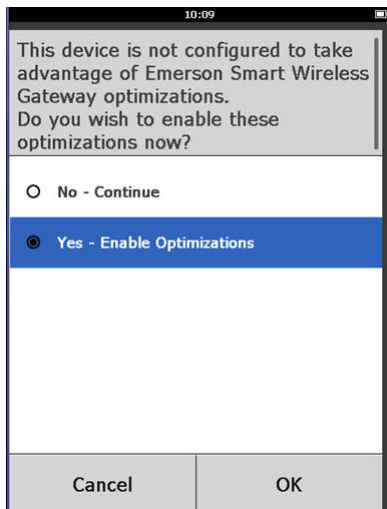 10:09
This device is not configured to take
advantage of Emerson Smart Wireless
Gateway optimizations.
Do you wish to enable these
optimizations now?
No - Continue
Yes - Enable Optimizations
Cancel
OK